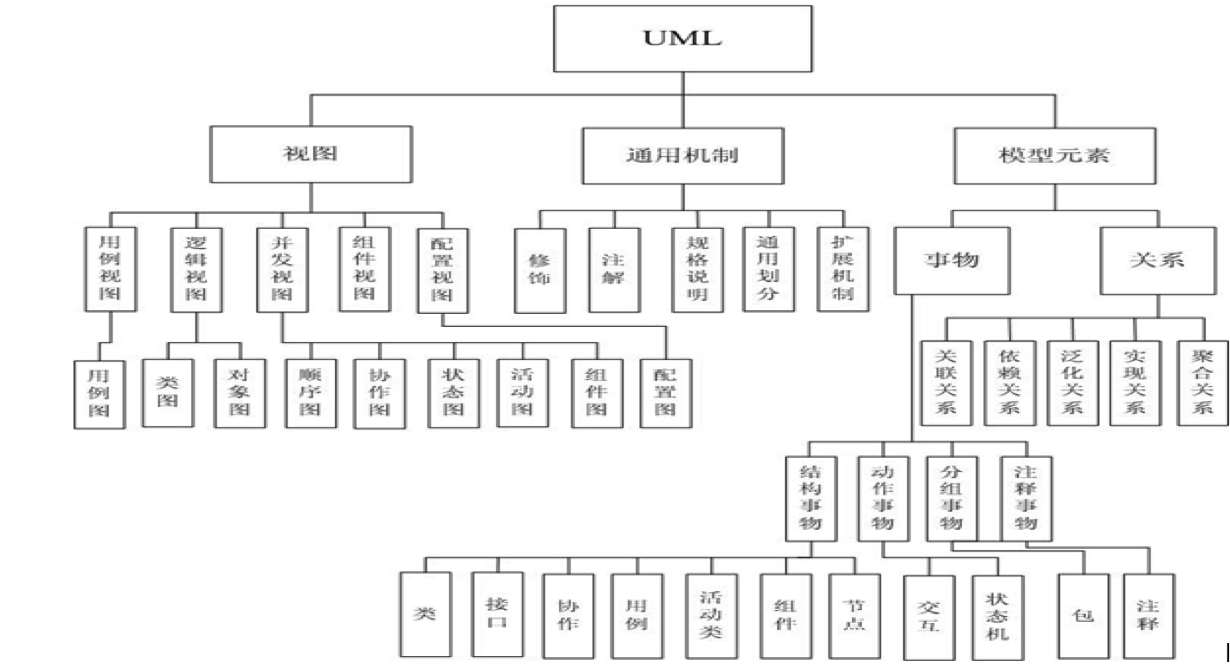 UML
视图
通用机制
模型元素
用例视图
逻辑视图
并发视图
组件视图
配置视图
修饰
注解
规格说明
通用划分
扩展机制
事物
关系
用例图
类图
对象图
顺序图
协作图
状态图
活动图
组件图
配置图
关联关系
依赖关系
泛化关系
实现关系
聚合关系
结构事物
动作事物
分组事物
注释事物
类
接口
协作
用例
活动类
组件
节点
交互
状态机
包
注释